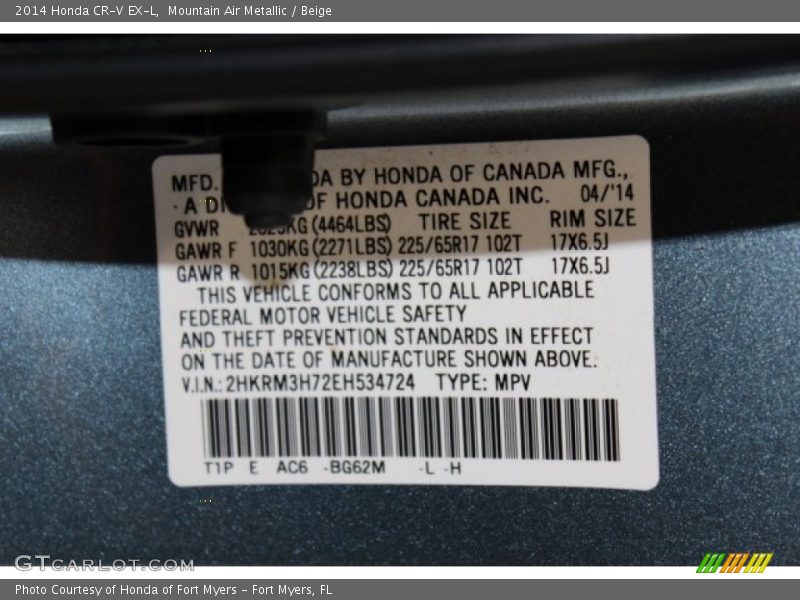 2014 Honda CR-V EX-L, Mountain Air Metallic / Beige
MFD. DA BY HONDA OF CANADA MFG.,
· A DI OF HONDA CANADA INC. 04/'14
GVWR 2025KG (4464LBS) TIRE SIZE RIM SIZE
GAWR F 1030KG (2271LBS) 225/65R17 102T 17X6.5J
GAWR R 1015KG (2238LBS) 225/65R17 102T 17X6.5J
THIS VEHICLE CONFORMS TO ALL APPLICABLE
FEDERAL MOTOR VEHICLE SAFETY
AND THEFT PREVENTION STANDARDS IN EFFECT
ON THE DATE OF MANUFACTURE SHOWN ABOVE.
V.I.N.: 2HKRM3H72EH534724 TYPE: MPV
T1P E AC6 -BG62M -L -H
GTCARLOT.COM
Photo Courtesy of Honda of Fort Myers - Fort Myers, FL